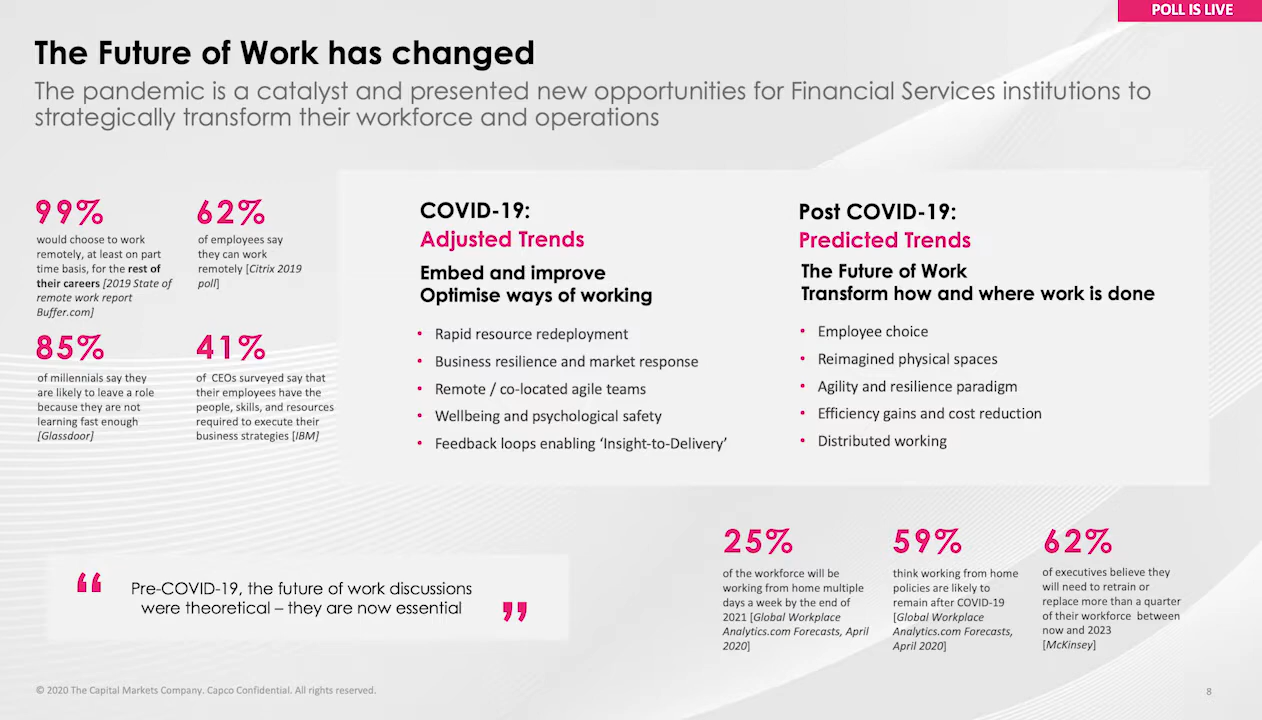 POLL IS LIVE
The Future of Work has changed
The pandemic is a catalyst and presented new opportunities for Financial Services institutions to
strategically transform their workforce and operations
99%
would choose to work
remotely, at least on part
time basis, for the rest of
their careers [2019 State of
remote work report
Buffer.com]
62%
of employees say
they can work
remotely [Citrix 2019
poll]
85%
of millennials say they
are likely to leave a role
because they are not
learning fast enough
[Glassdoor]
41%
of CEOs surveyed say that
their employees have the
people, skills, and resources
required to execute their
business strategies [IBM]
COVID-19:
Adjusted Trends
Embed and improve
Optimise ways of working
• Rapid resource redeployment
• Business resilience and market response
• Remote / co-located agile teams
• Wellbeing and psychological safety
• Feedback loops enabling ‘Insight-to-Delivery’
Post COVID-19:
Predicted Trends
The Future of Work
Transform how and where work is done
• Employee choice
• Reimagined physical spaces
• Agility and resilience paradigm
• Efficiency gains and cost reduction
• Distributed working
“ Pre-COVID-19, the future of work discussions
were theoretical – they are now essential ”
25%
of the workforce will be
working from home multiple
days a week by the end of
2021 [Global Workplace
Analytics.com Forecasts, April
2020]
59%
think working from home
policies are likely to
remain after COVID-19
[Global Workplace
Analytics.com Forecasts,
April 2020]
62%
of executives believe they
will need to retrain or
replace more than a quarter
of their workforce between
now and 2023
[McKinsey]
© 2020 The Capital Markets Company. Capco Confidential. All rights reserved.
8